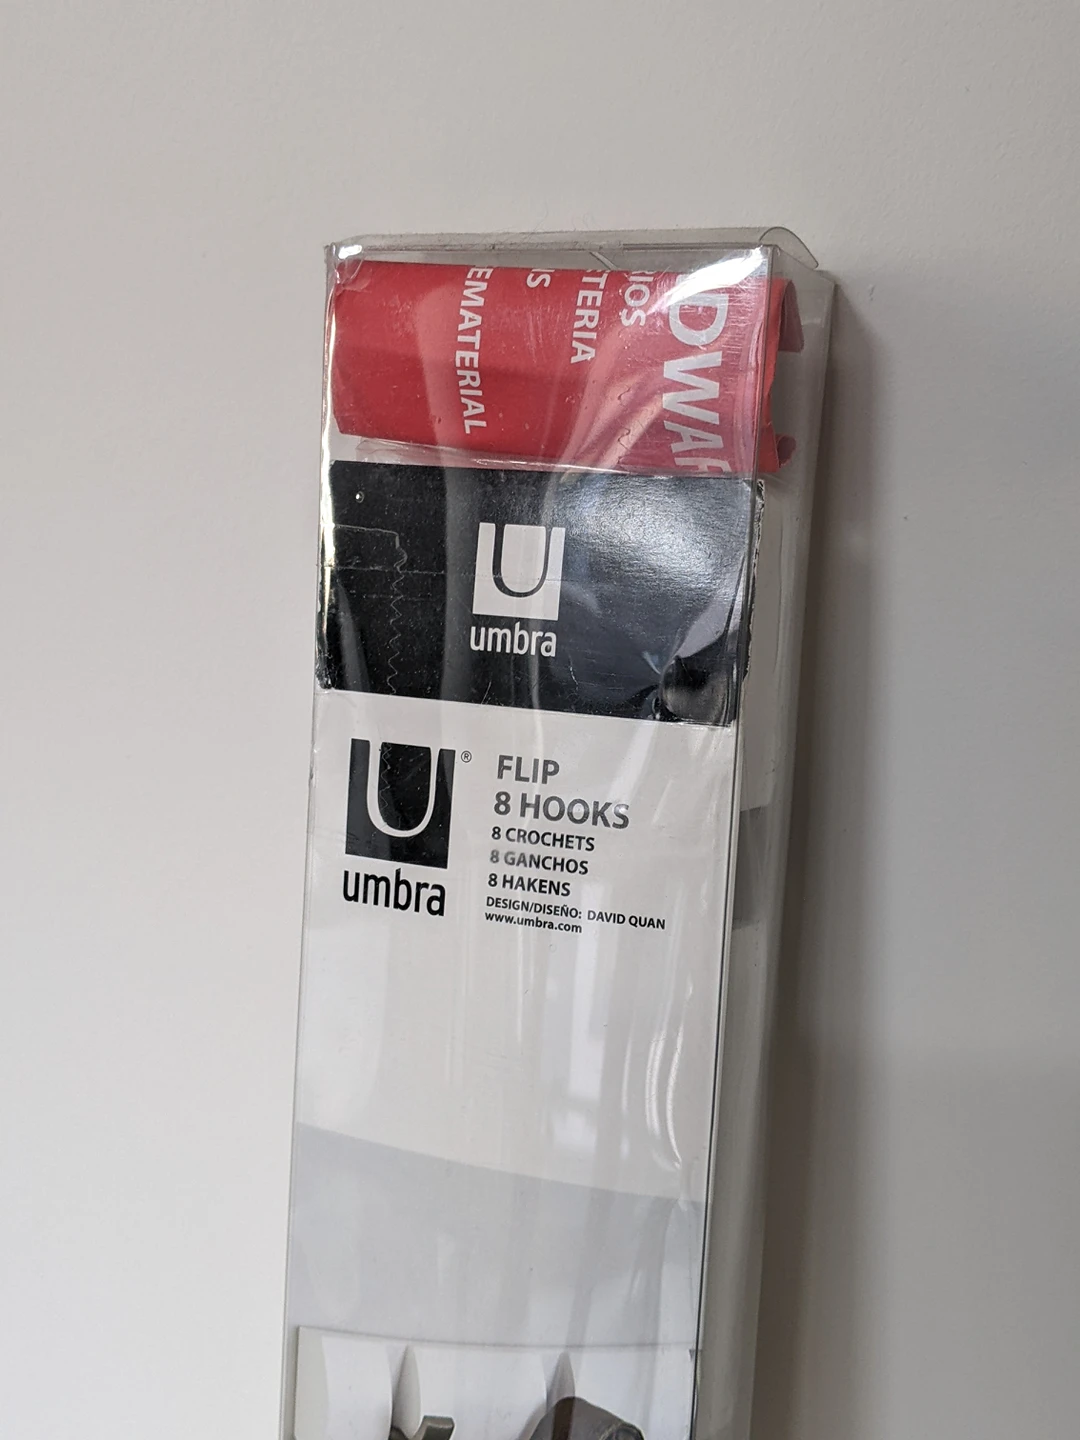 umbra
umbra®
FLIP
8 HOOKS
8 CROCHETS
8 GANCHOS
8 HAKENS
DESIGN/DISEÑO: DAVID QUAN
www.umbra.com